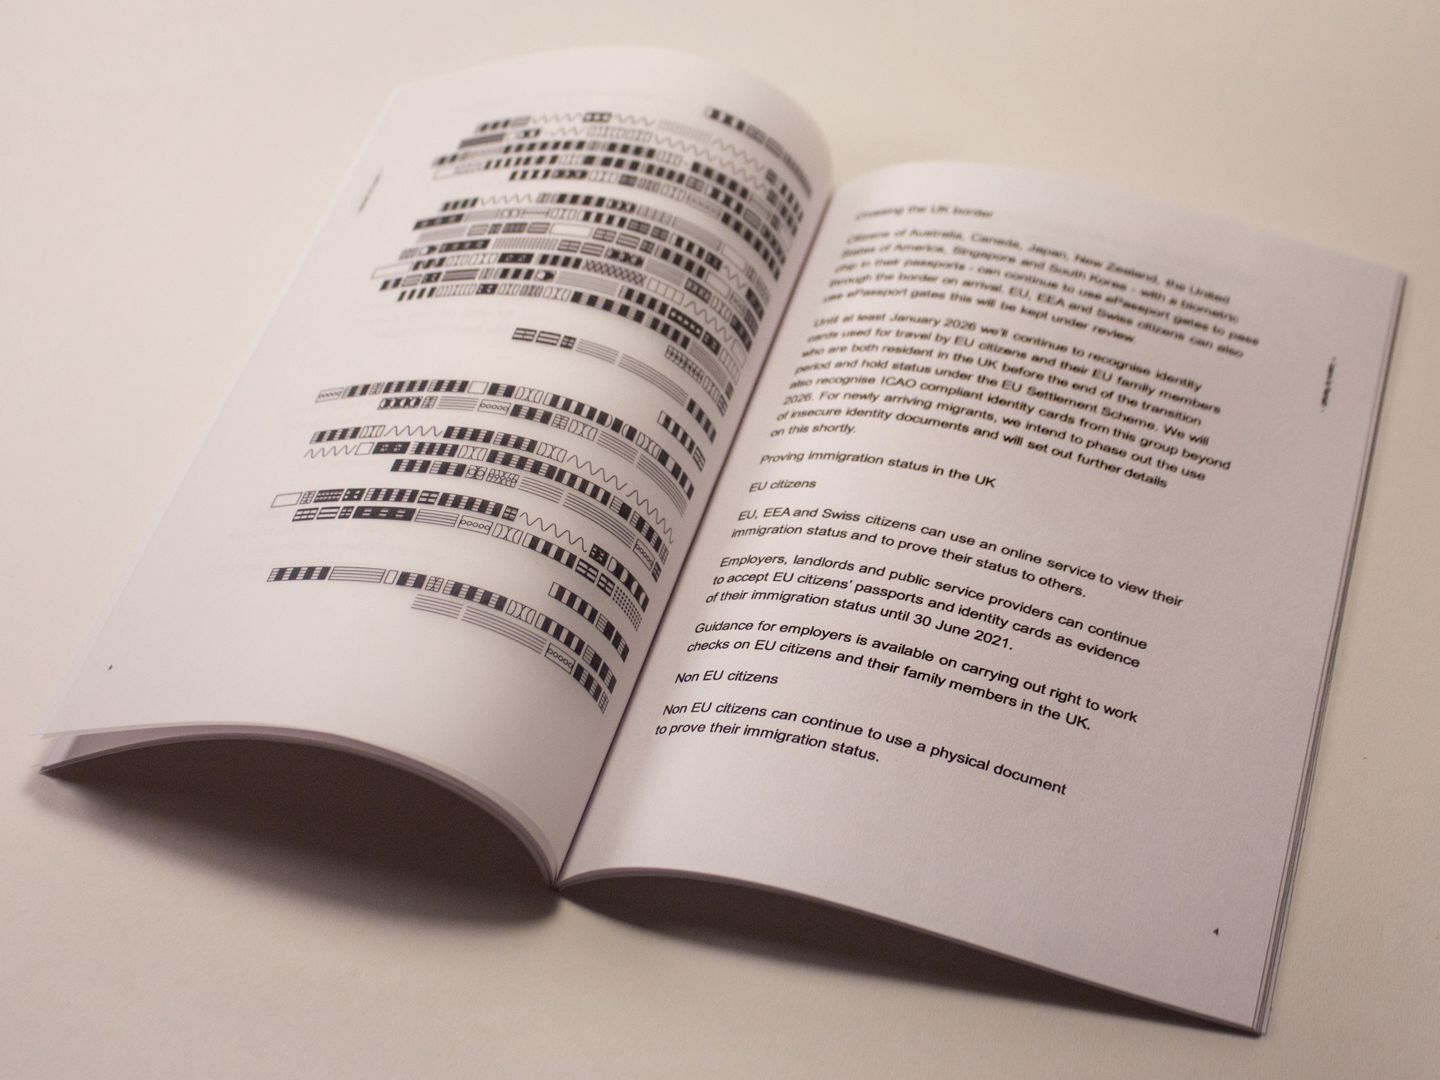 Crossing the UK border
Citizens of Australia, Canada, Japan, New Zealand, the United
States of America, Singapore and South Korea - with a biometric
chip in their passports - can continue to use ePassport gates to pass
through the border on arrival. EU, EEA and Swiss citizens can also
use ePassport gates this will be kept under review.
Until at least January 2026 we'll continue to recognise identity
cards used for travel by EU citizens and their EU family members
who are both resident in the UK before the end of the transition
period and hold status under the EU Settlement Scheme. We will
also recognise ICAO compliant identity cards from this group beyond
2026. For newly arriving migrants, we intend to phase out the use
of insecure identity documents and will set out further details
on this shortly.
Proving immigration status in the UK
EU citizens
EU, EEA and Swiss citizens can use an online service to view their
immigration status and to prove their status to others.
Employers, landlords and public service providers can continue
to accept EU citizens' passports and identity cards as evidence
of their immigration status until 30 June 2021.
Guidance for employers is available on carrying out right to work
checks on EU citizens and their family members in the UK.
Non EU citizens
Non EU citizens can continue to use a physical document
to prove their immigration status.
4